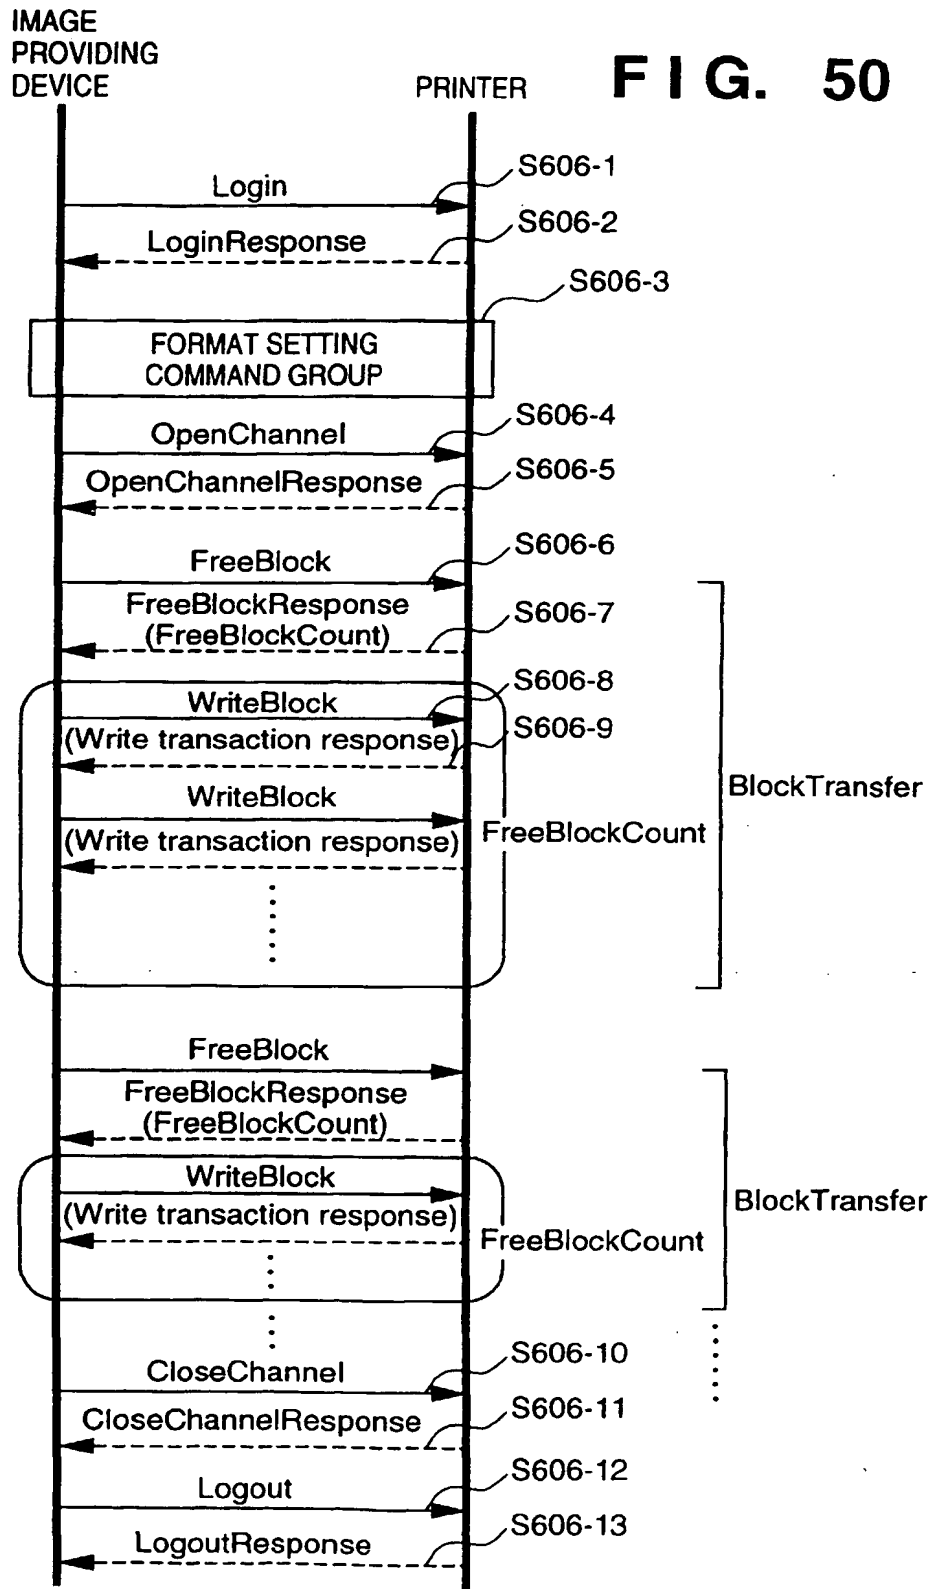 IMAGE
PROVIDING
DEVICE
PRINTER
FIG. 50
Login
S606-1
LoginResponse
S606-2
S606-3
FORMAT SETTING
COMMAND GROUP
OpenChannel
S606-4
OpenChannelResponse
S606-5
FreeBlock
S606-6
FreeBlockResponse
(FreeBlockCount)
S606-7
WriteBlock
S606-8
(Write transaction response)
S606-9
WriteBlock
(Write transaction response)
FreeBlockCount
BlockTransfer
FreeBlock
FreeBlockResponse
(FreeBlockCount)
WriteBlock
(Write transaction response)
FreeBlockCount
BlockTransfer
CloseChannel
S606-10
CloseChannelResponse
S606-11
Logout
S606-12
LogoutResponse
S606-13